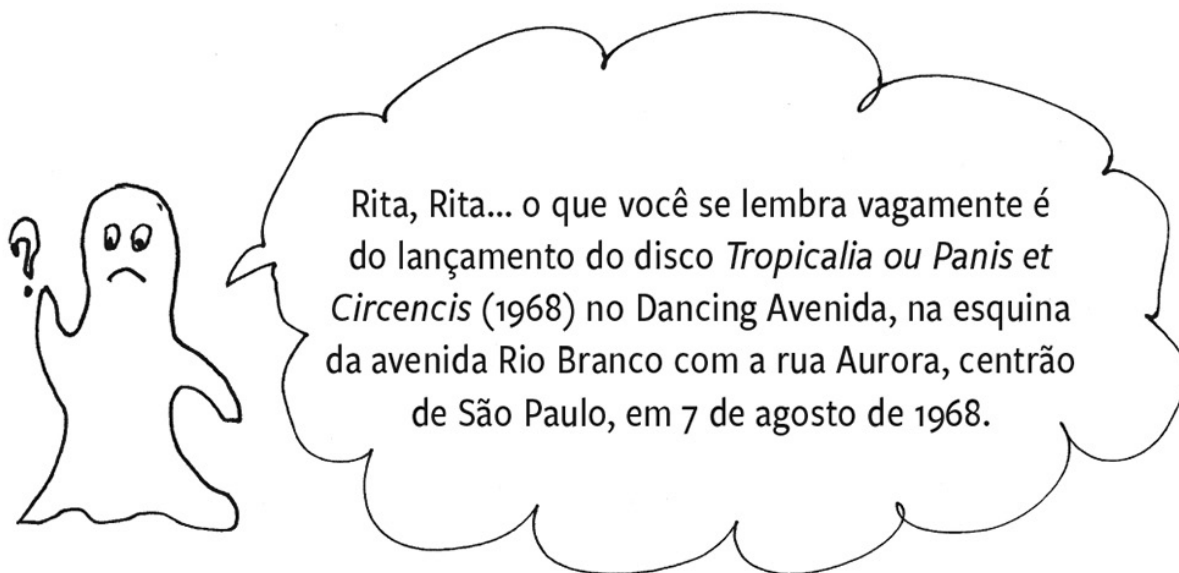 ?
Rita, Rita... o que você se lembra vagamente é
do lançamento do disco Tropicalia ou Panis et
Circencis (1968) no Dancing Avenida, na esquina
da avenida Rio Branco com a rua Aurora, centrão
de São Paulo, em 7 de agosto de 1968.